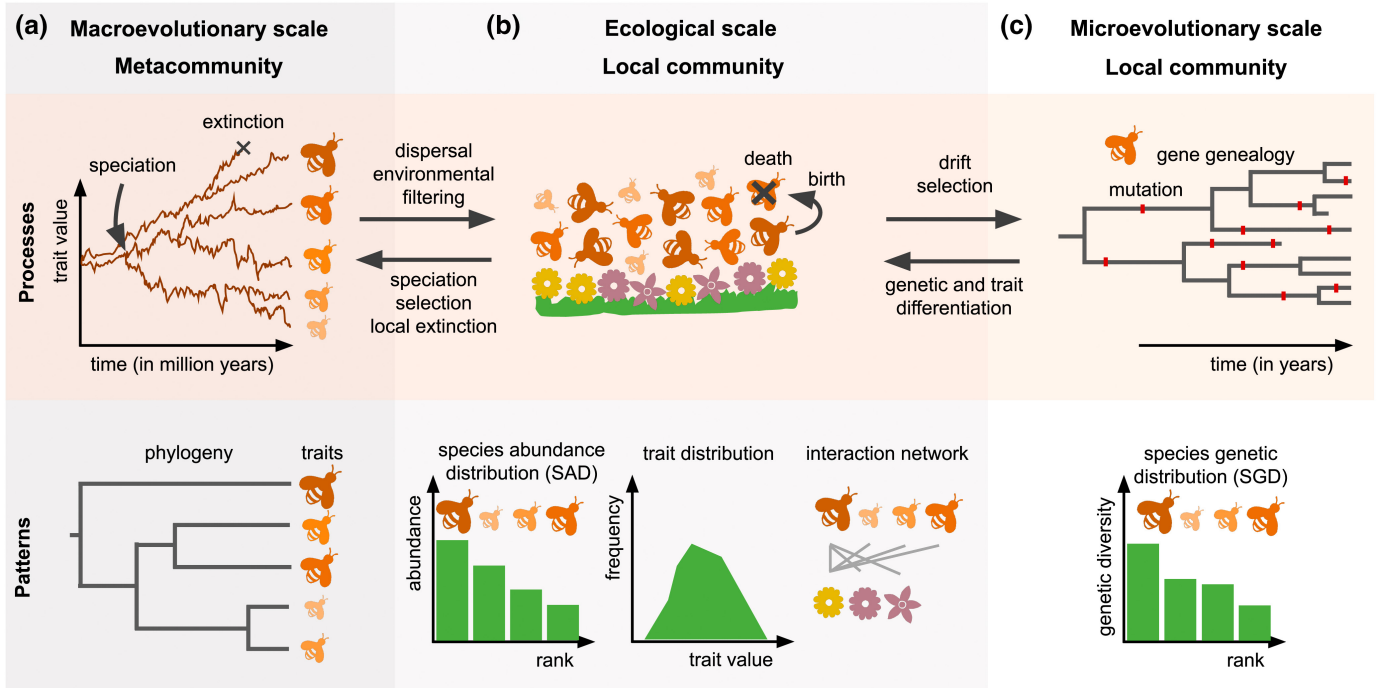 (a) Macroevolutionary scale
Metacommunity
(b) Ecological scale
Local community
(c) Microevolutionary scale
Local community
Processes
trait value
speciation
extinction
time (in million years)
dispersal
environmental
filtering
speciation
selection
local extinction
death
birth
drift
selection
genetic and trait
differentiation
gene genealogy
mutation
time (in years)
Patterns
phylogeny
traits
species abundance
distribution (SAD)
abundance
rank
trait distribution
frequency
trait value
interaction network
species genetic
distribution (SGD)
genetic diversity
rank